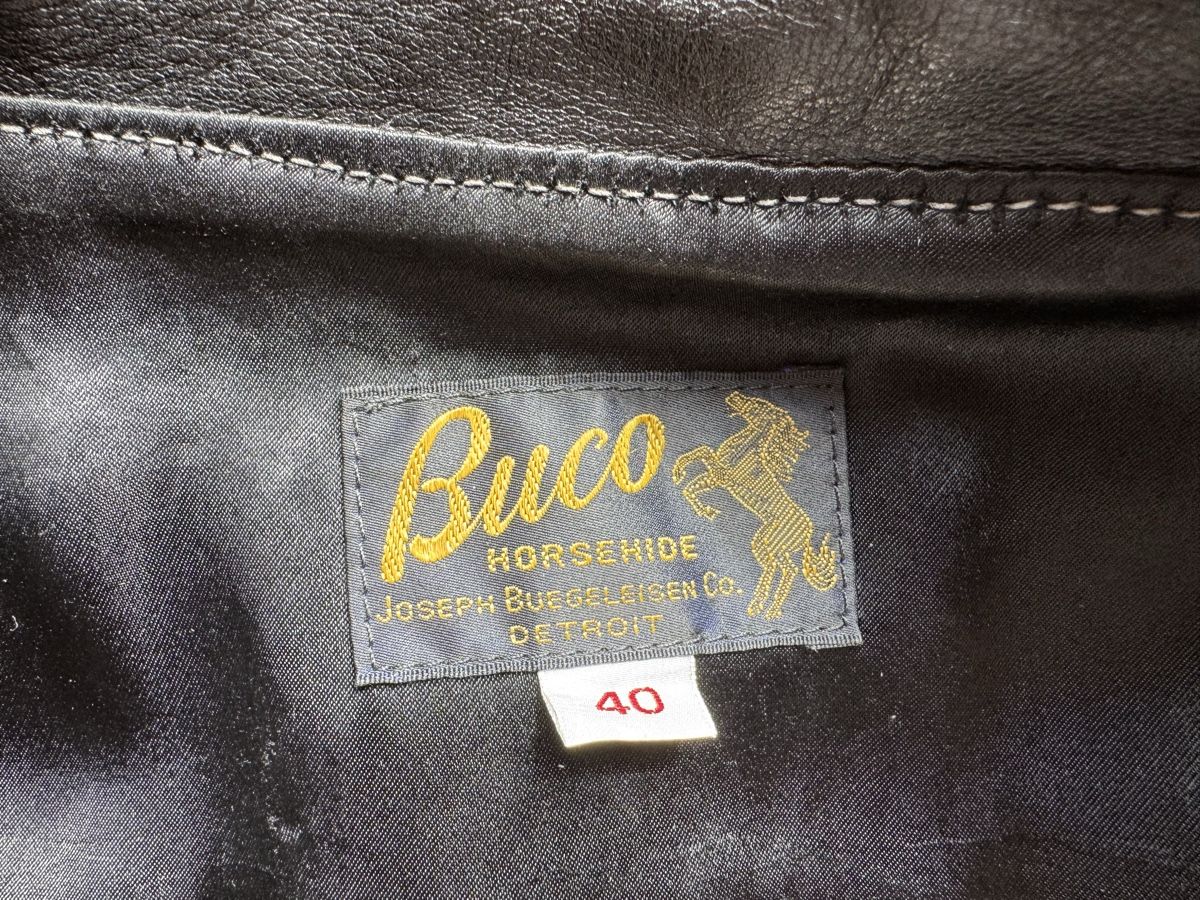 Buco
HORSEHIDE
JOSEPH BUEGELEISEN CO.
DETROIT
40